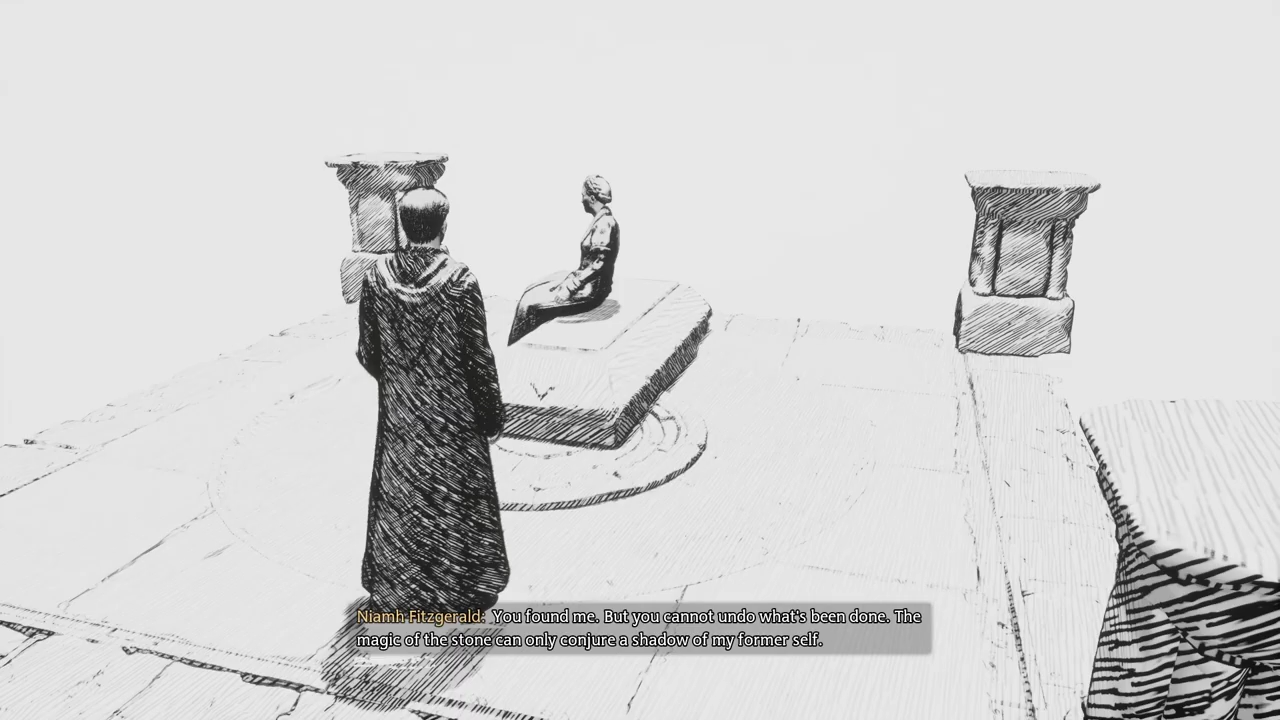 Niamh Fitzgerald: You found me. But you cannot undo what's been done. The
magic of the stone can only conjure a shadow of my former self.